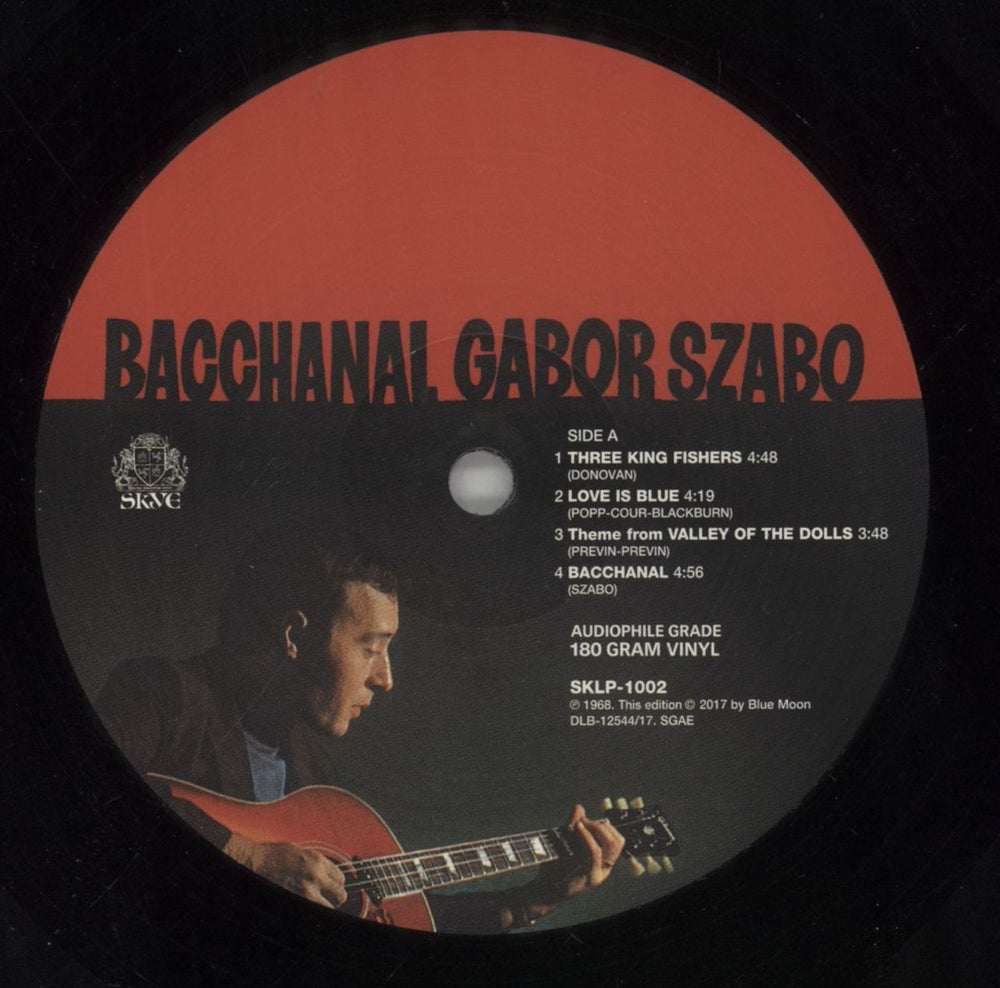 BACCHANAL GABOR SZABO
SKYE
SIDE A
1 THREE KING FISHERS 4:48
(DONOVAN)
2 LOVE IS BLUE 4:19
(POPP-COUR-BLACKBURN)
3 Theme from VALLEY OF THE DOLLS 3:48
(PREVIN-PREVIN)
4 BACCHANAL 4:56
(SZABO)
AUDIOPHILE GRADE
180 GRAM VINYL
SKLP-1002
℗ 1968. This edition © 2017 by Blue Moon
DLB-12544/17. SGAE